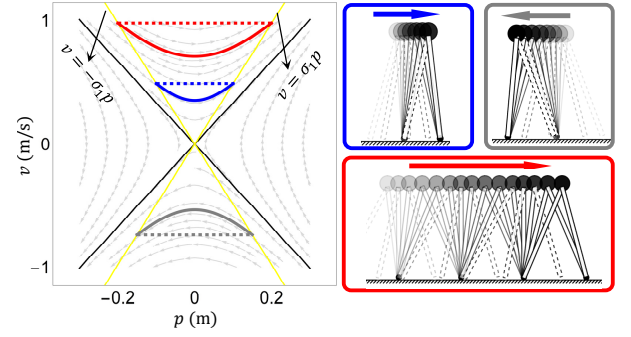 1
0
−1
v (m/s)
−0.2
0
0.2
p (m)
v = −σ₁p
v = σ₁p